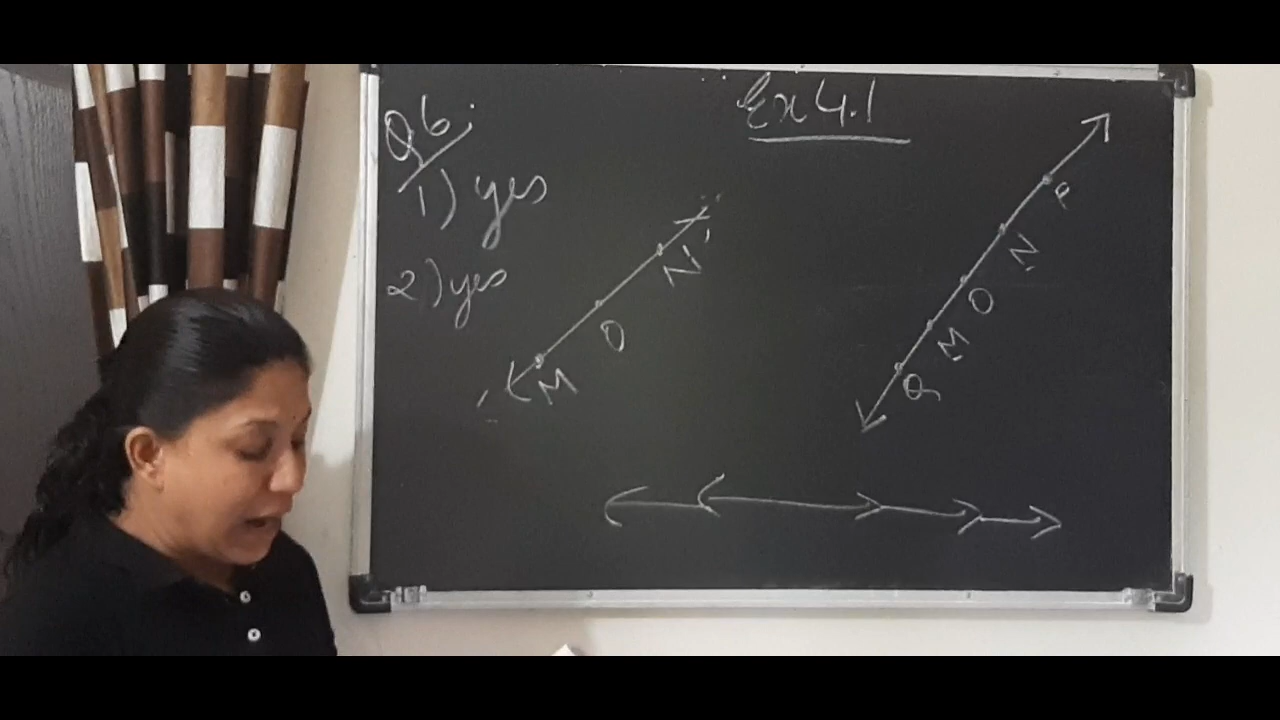 Ex 4.1
Q6;
1) yes
2) yes
N
O
M
P
N
O
M
Q